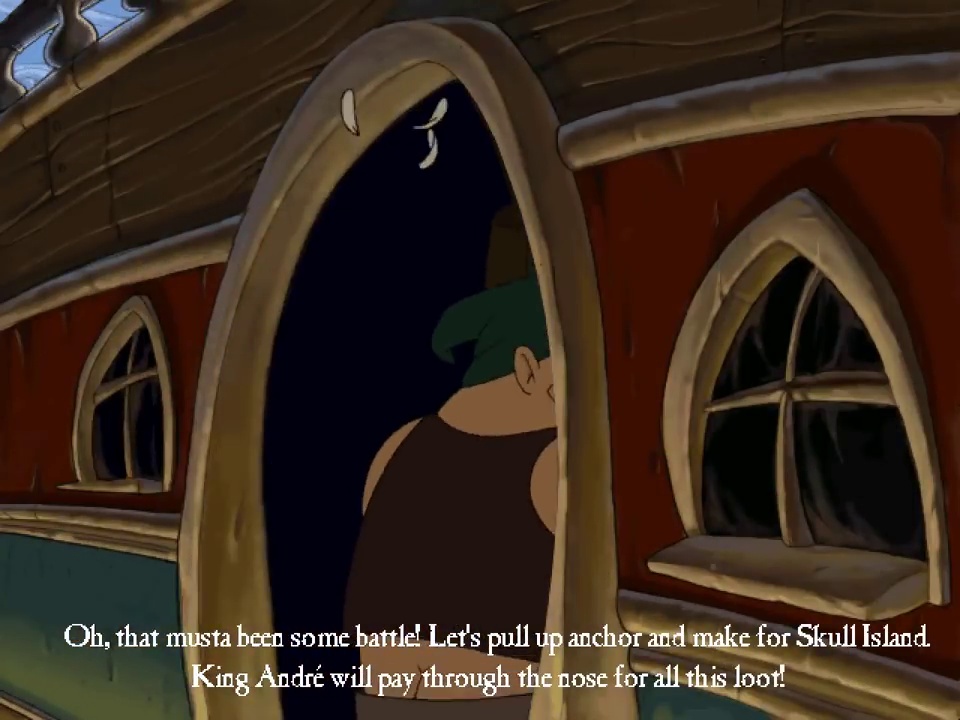 Oh, that musta been some battle! Let's pull up anchor and make for Skull Island.
King André will pay through the nose for all this loot!